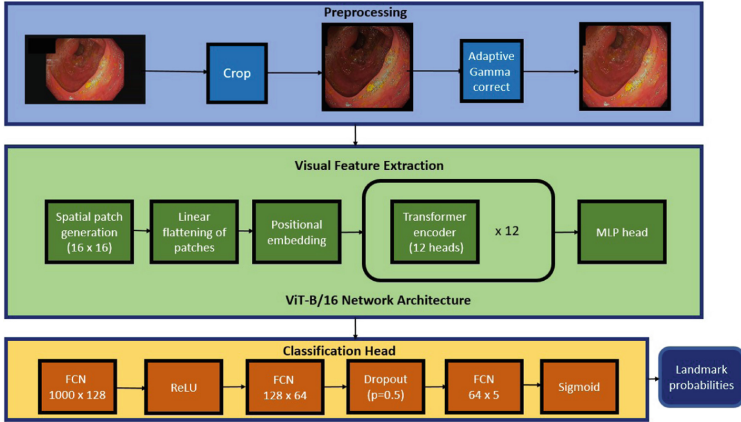 Preprocessing
Crop
Adaptive
Gamma
correct
Visual Feature Extraction
Spatial patch
generation
(16 x 16)
Linear
flattening of
patches
Positional
embedding
Transformer
encoder
(12 heads)
x 12
MLP head
ViT-B/16 Network Architecture
Classification Head
FCN
1000 x 128
ReLU
FCN
128 x 64
Dropout
(p=0.5)
FCN
64 x 5
Sigmoid
Landmark
probabilities